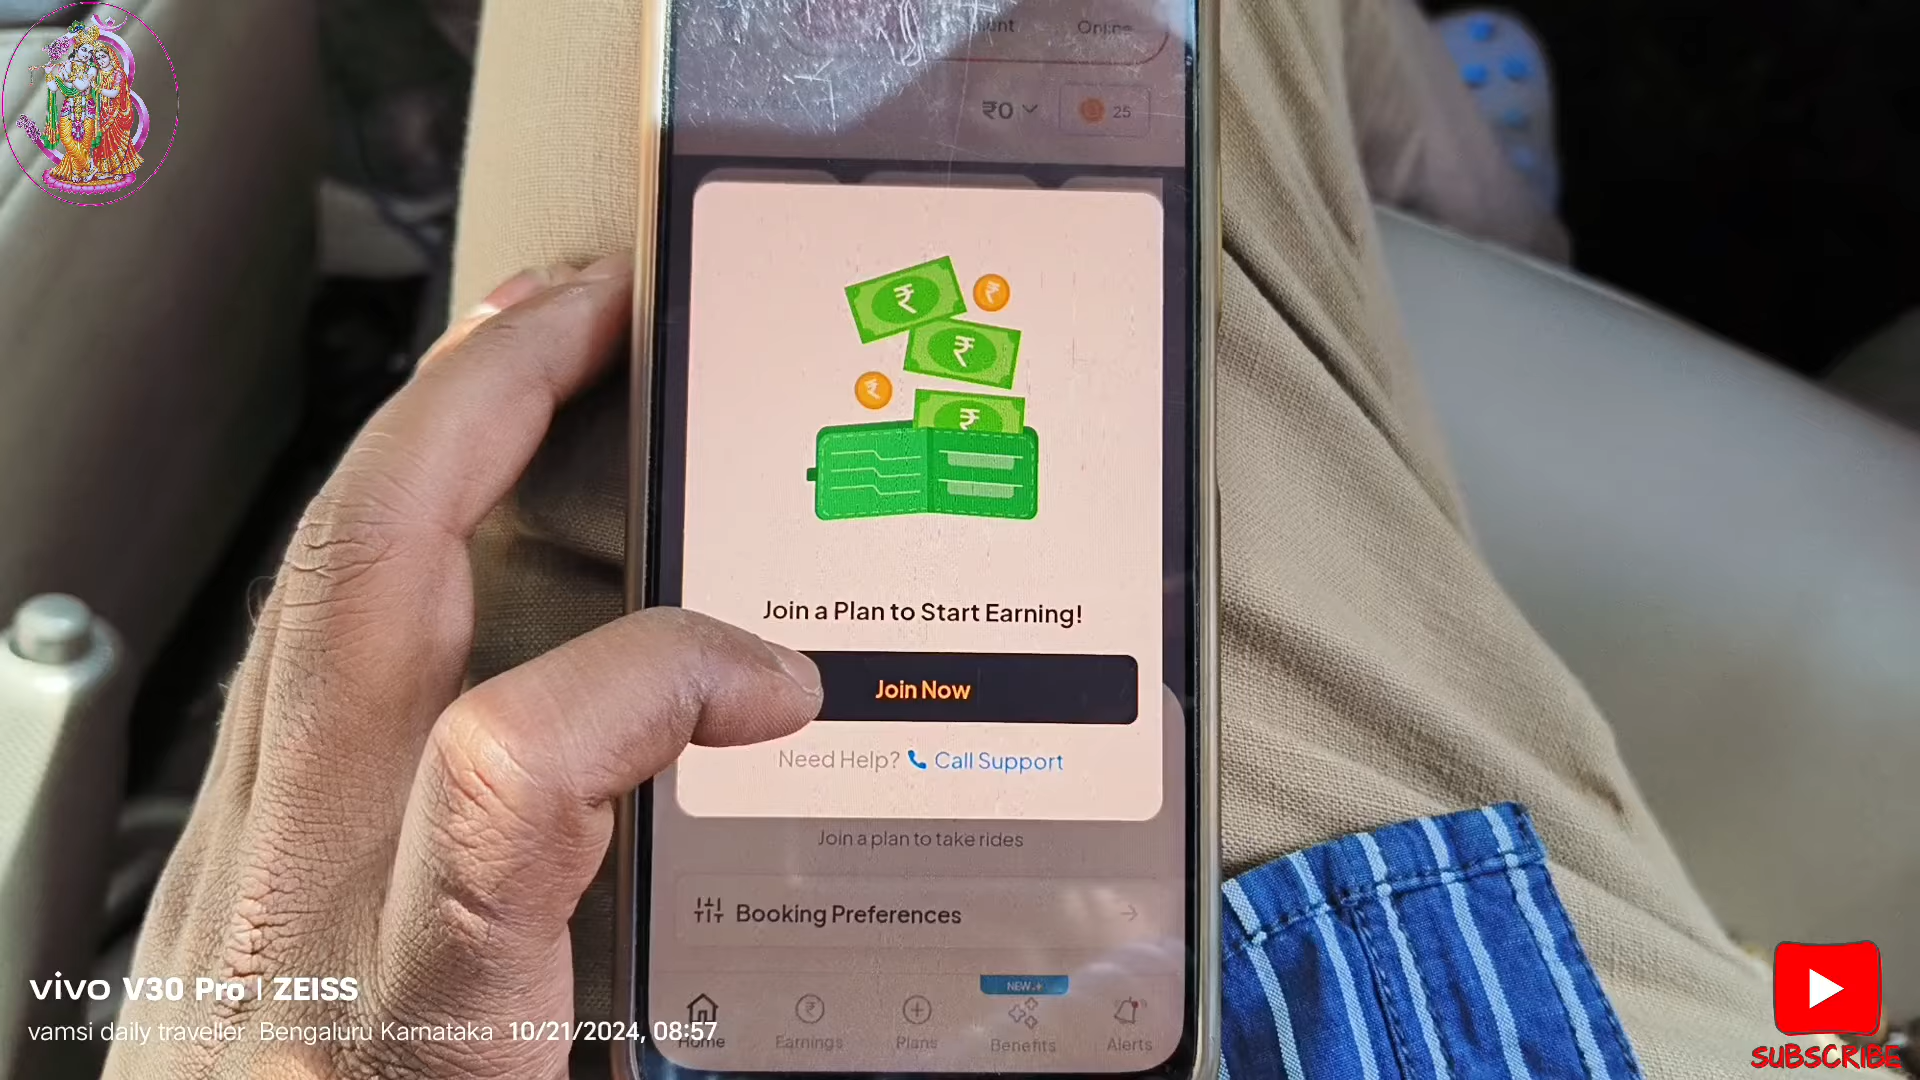 Online
₹0
25
Join a Plan to Start Earning!
Join Now
Need Help? Call Support
Join a plan to take rides
Booking Preferences
NEW
Home
Earnings
Plans
Benefits
Alerts
vivo V30 Pro | ZEISS
vamsi daily traveller Bengaluru Karnataka 10/21/2024, 08:57
SUBSCRIBE